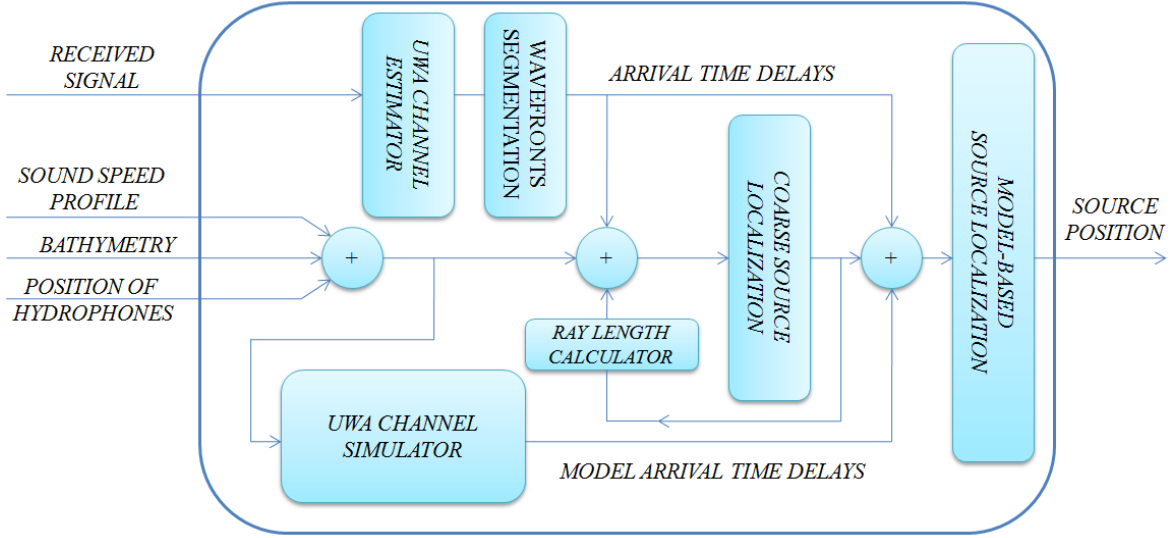 RECEIVED
SIGNAL
UWA CHANNEL
ESTIMATOR
WAVEFRONTS
SEGMENTATION
ARRIVAL TIME DELAYS
SOUND SPEED
PROFILE
BATHYMETRY
POSITION OF
HYDROPHONES
+
+
COARSE SOURCE
LOCALIZATION
+
MODEL-BASED
SOURCE LOCALIZATION
SOURCE
POSITION
RAY LENGTH
CALCULATOR
UWA CHANNEL
SIMULATOR
MODEL ARRIVAL TIME DELAYS